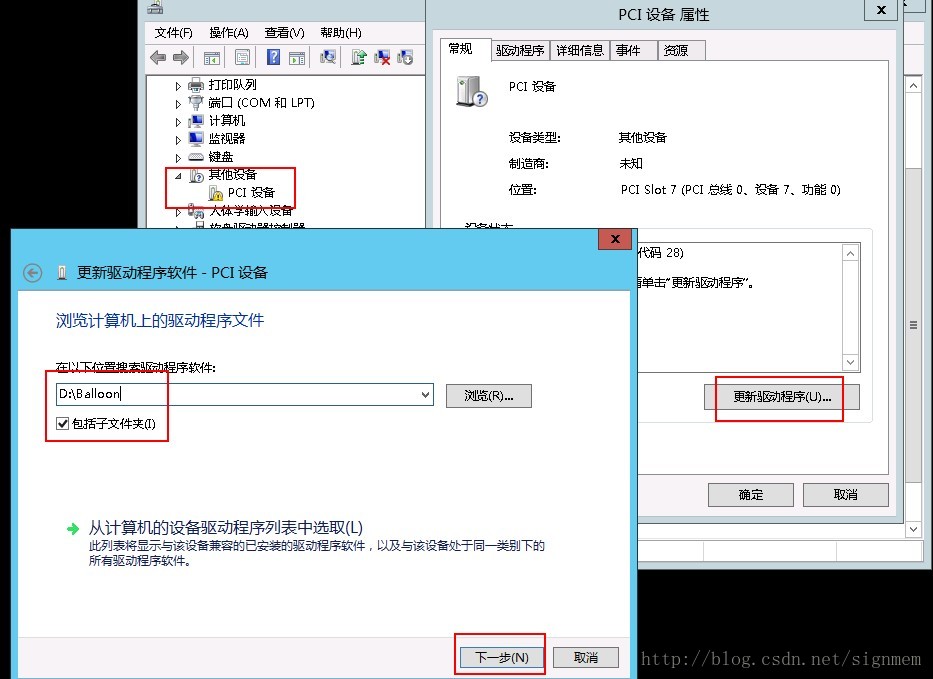 文件(F) 操作(A) 查看(V) 帮助(H)
打印队列
端口 (COM 和 LPT)
计算机
监视器
键盘
其他设备
PCI 设备
人体学输入设备
软盘驱动器控制器
PCI 设备 属性
x
常规 驱动程序 详细信息 事件 资源
PCI 设备
设备类型: 其他设备
制造商: 未知
位置: PCI Slot 7 (PCI 总线 0、设备 7、功能 0)
设备状态
代码 28)
单击"更新驱动程序"。
更新驱动程序(U)...
确定 取消
x
更新驱动程序软件 - PCI 设备
浏览计算机上的驱动程序文件
在以下位置搜索驱动程序软件:
D:\Balloon
浏览(R)...
包括子文件夹(I)
从计算机的设备驱动程序列表中选取(L)
此列表将显示与该设备兼容的已安装的驱动程序软件，以及与该设备处于同一类别下的
所有驱动程序软件。
下一步(N) 取消
http://blog.csdn.net/signmem